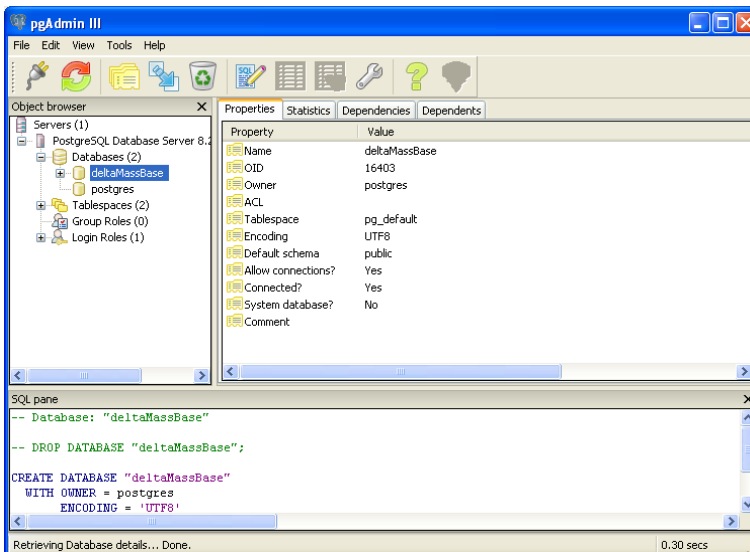 pgAdmin III
File Edit View Tools Help
SQL
Object browser
Servers (1)
PostgreSQL Database Server 8.2
Databases (2)
deltaMassBase
postgres
Tablespaces (2)
Group Roles (0)
Login Roles (1)
Properties Statistics Dependencies Dependents
Property Value
Name deltaMassBase
OID 16403
Owner postgres
ACL
Tablespace pg_default
Encoding UTF8
Default schema public
Allow connections? Yes
Connected? Yes
System database? No
Comment
SQL pane
-- Database: "deltaMassBase"
-- DROP DATABASE "deltaMassBase";
CREATE DATABASE "deltaMassBase"
WITH OWNER = postgres
ENCODING = 'UTF8'
Retrieving Database details... Done. 0.30 secs